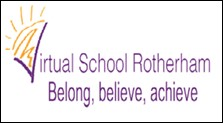 Virtual School Rotherham
Belong, believe, achieve